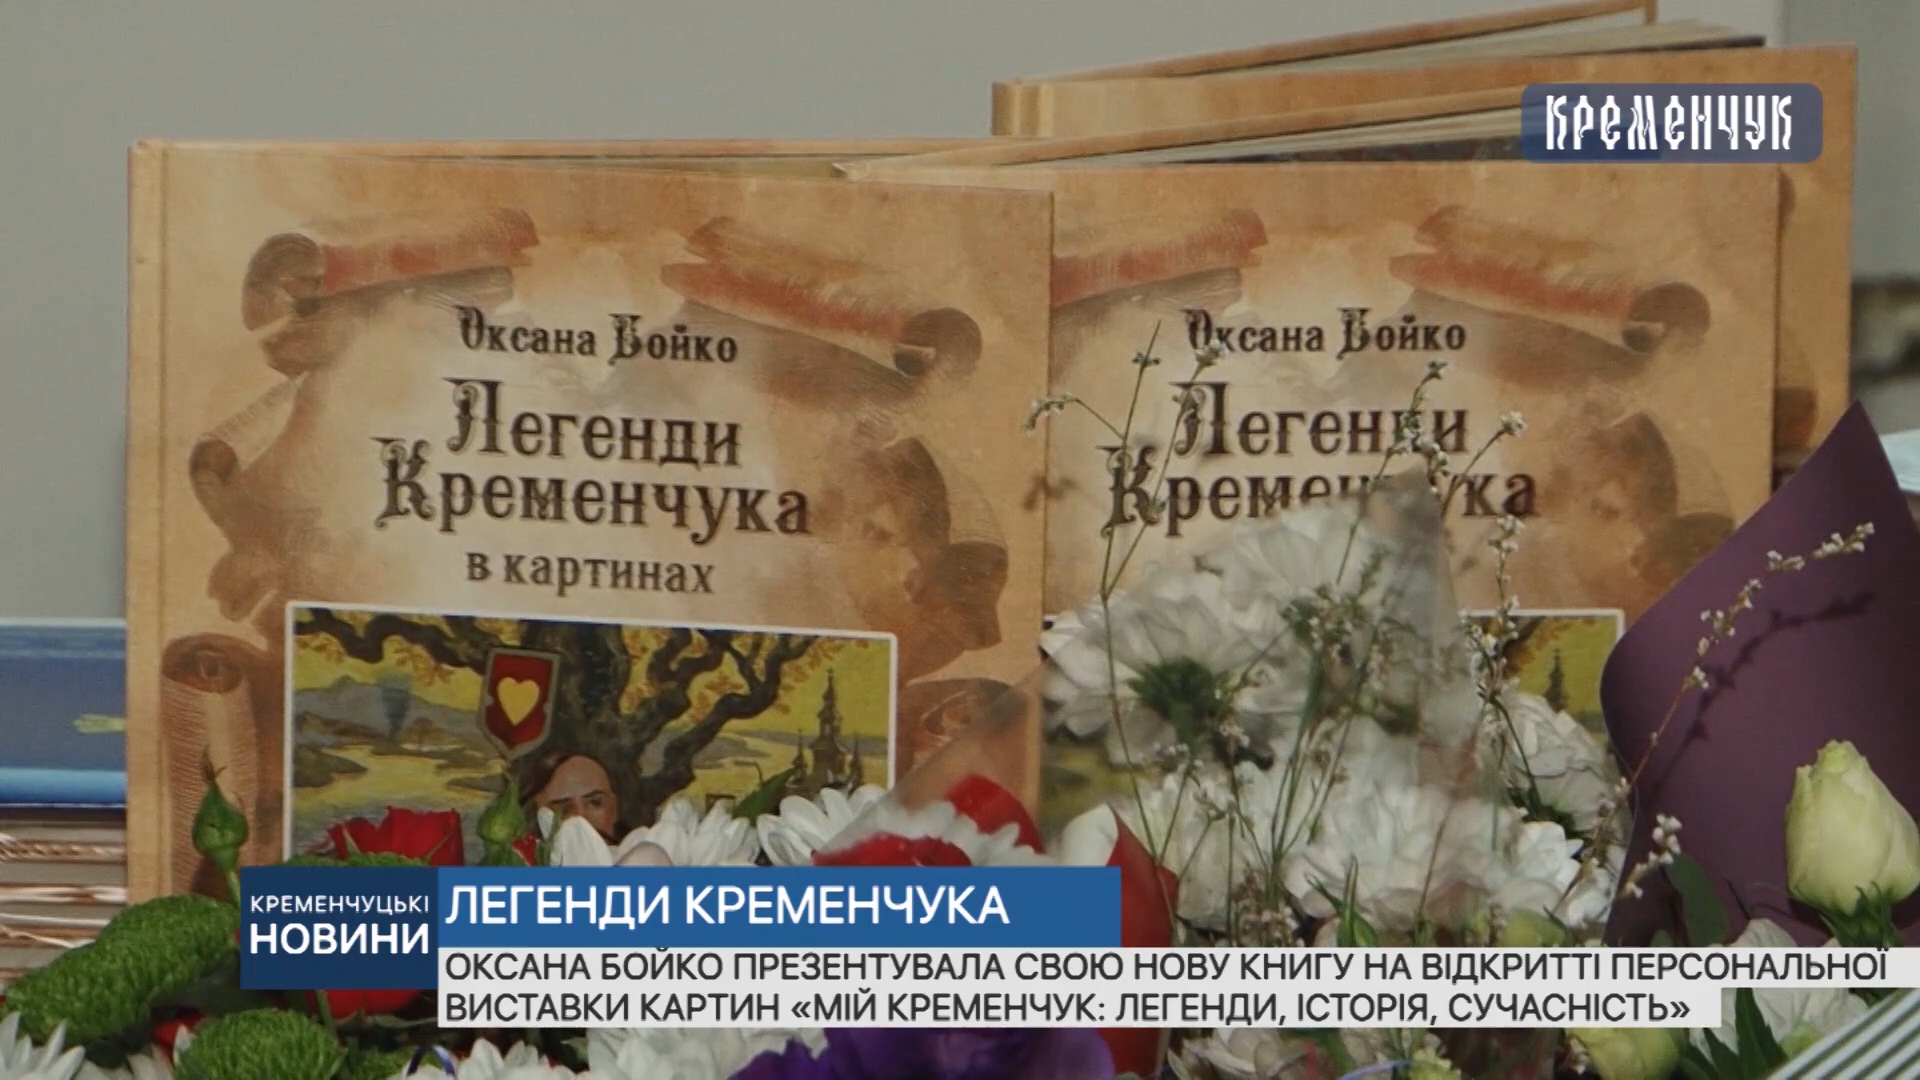 КРЕМЕНЧУК
Оксана Бойко
Легенди
Кременчука
в картинах
Оксана Бойко
Легенди
Кременчука
КРЕМЕНЧУЦЬКІ
НОВИНИ
ЛЕГЕНДИ КРЕМЕНЧУКА
ОКСАНА БОЙКО ПРЕЗЕНТУВАЛА СВОЮ НОВУ КНИГУ НА ВІДКРИТТІ ПЕРСОНАЛЬНОЇ
ВИСТАВКИ КАРТИН «МІЙ КРЕМЕНЧУК: ЛЕГЕНДИ, ІСТОРІЯ, СУЧАСНІСТЬ»